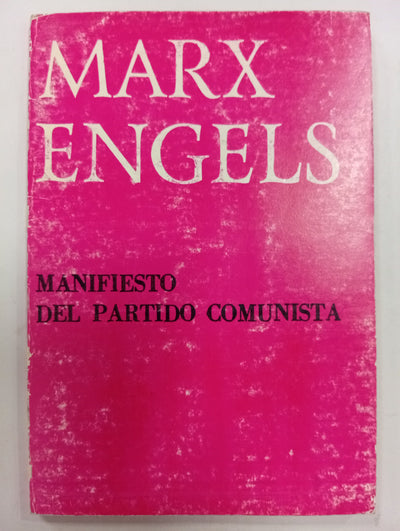 MARX
ENGELS
MANIFIESTO
DEL PARTIDO COMUNISTA